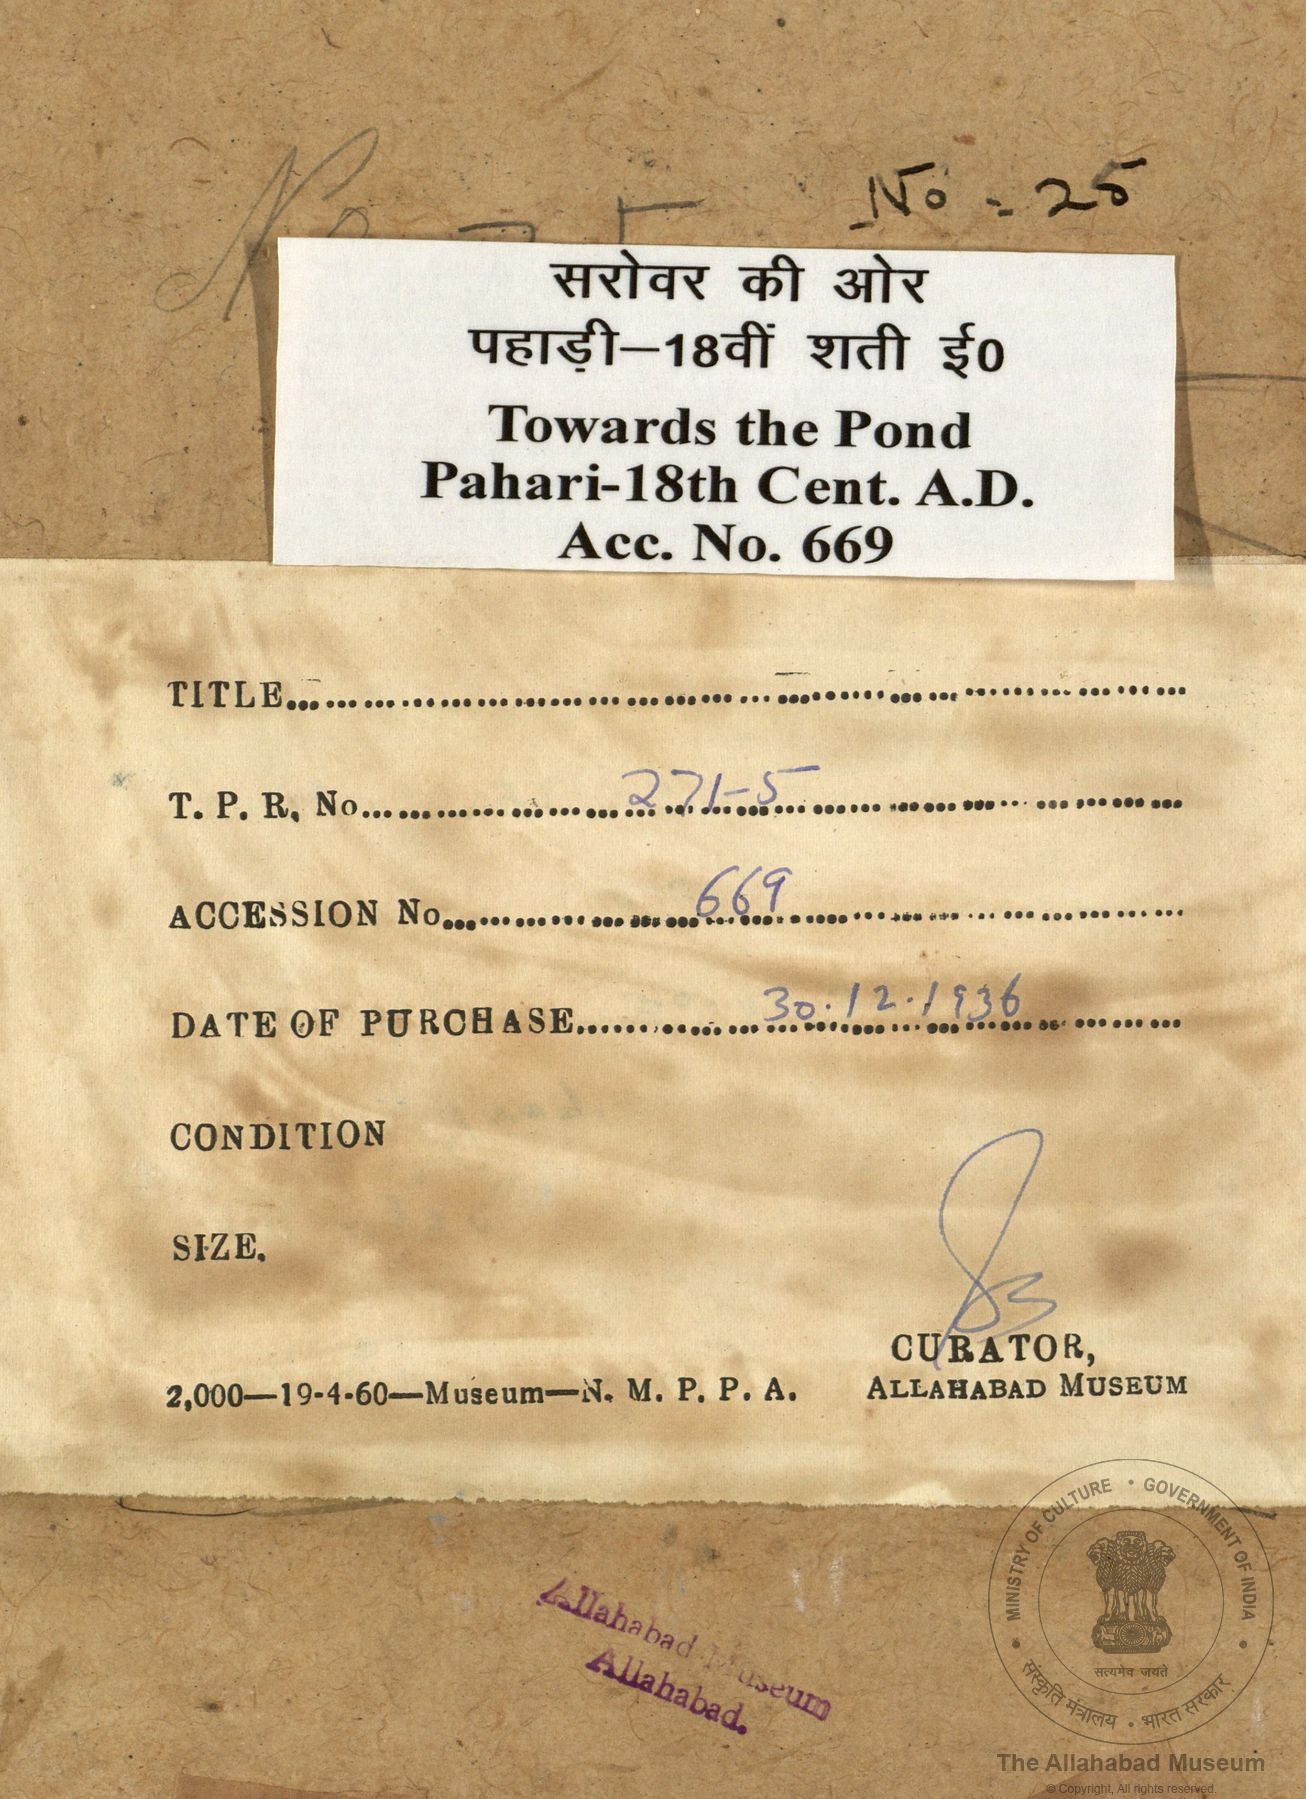 No = 25
सरोवर की ओर
पहाड़ी–18वीं शती ई0
Towards the Pond
Pahari-18th Cent. A.D.
Acc. No. 669
TITLE
T. P. R. No. 271-5
ACCESSION No. 669
DATE OF PURCHASE 30.12.1936
CONDITION
SIZE.
CURATOR,
2,000—19-4-60—Museum—N. M. P. P. A.
ALLAHABAD MUSEUM
Allahabad Museum
Allahabad.
MINISTRY OF CULTURE • GOVERNMENT OF INDIA
सत्यमेव जयते
संस्कृति मंत्रालय • भारत सरकार
The Allahabad Museum
© Copyright, All rights reserved.